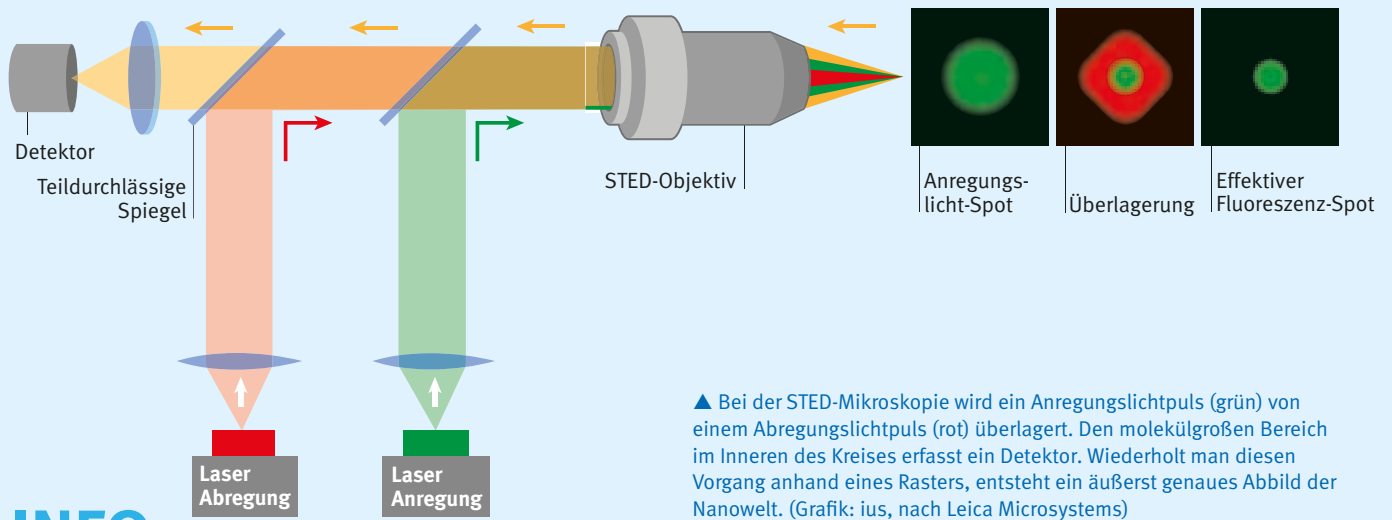 Detektor
Teildurchlässige
Spiegel
STED-Objektiv
Anregungs-
licht-Spot
Überlagerung
Effektiver
Fluoreszenz-Spot
Laser
Abregung
Laser
Anregung
▲ Bei der STED-Mikroskopie wird ein Anregungslichtpuls (grün) von
einem Abregungslichtpuls (rot) überlagert. Den molekülgroßen Bereich
im Inneren des Kreises erfasst ein Detektor. Wiederholt man diesen
Vorgang anhand eines Rasters, entsteht ein äußerst genaues Abbild der
Nanowelt. (Grafik: ius, nach Leica Microsystems)
INFO